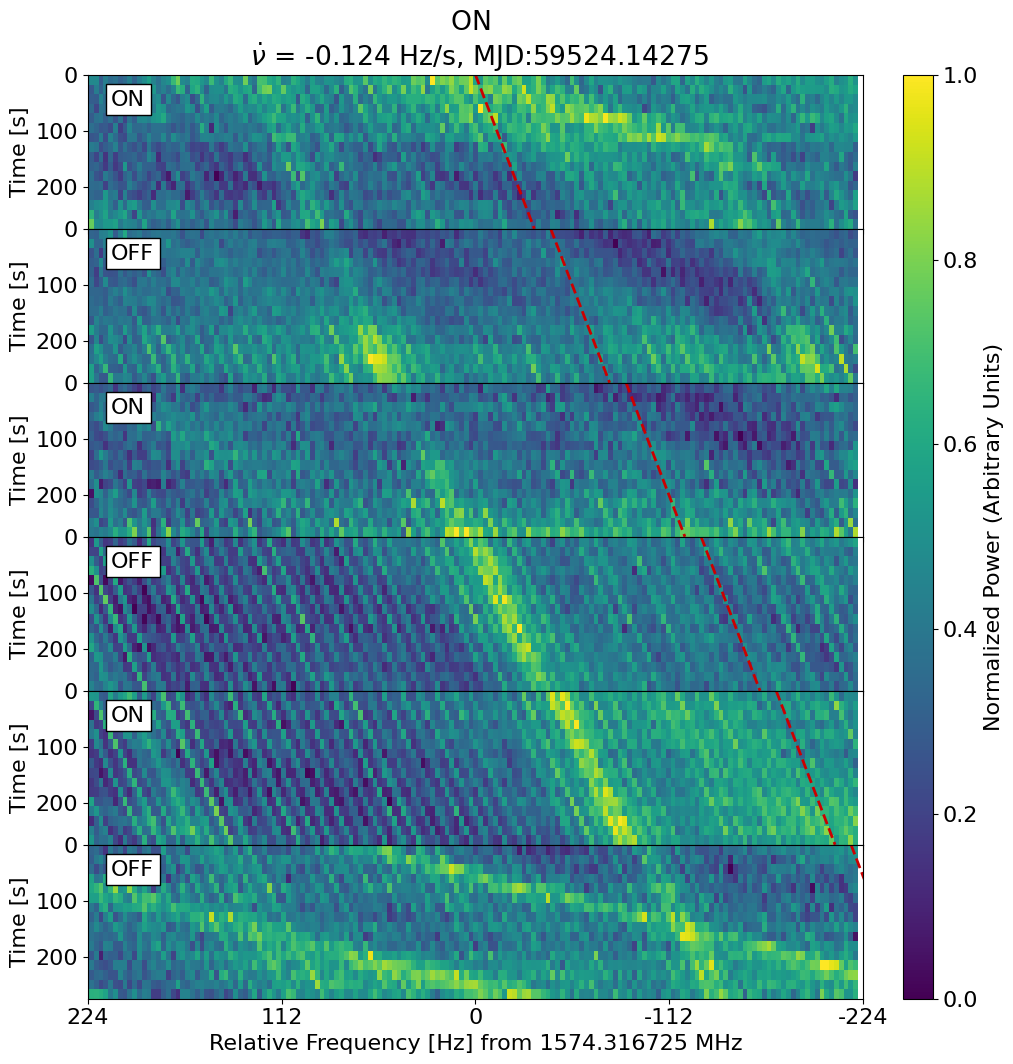 ON
ν̇ = -0.124 Hz/s, MJD:59524.14275
0
ON
100
Time [s]
200
0
OFF
100
Time [s]
200
0
ON
100
Time [s]
200
0
OFF
100
Time [s]
200
0
ON
100
Time [s]
200
0
OFF
100
Time [s]
200
224 112 0 -112 -224
Relative Frequency [Hz] from 1574.316725 MHz
1.0
0.8
0.6
0.4
0.2
0.0
Normalized Power (Arbitrary Units)